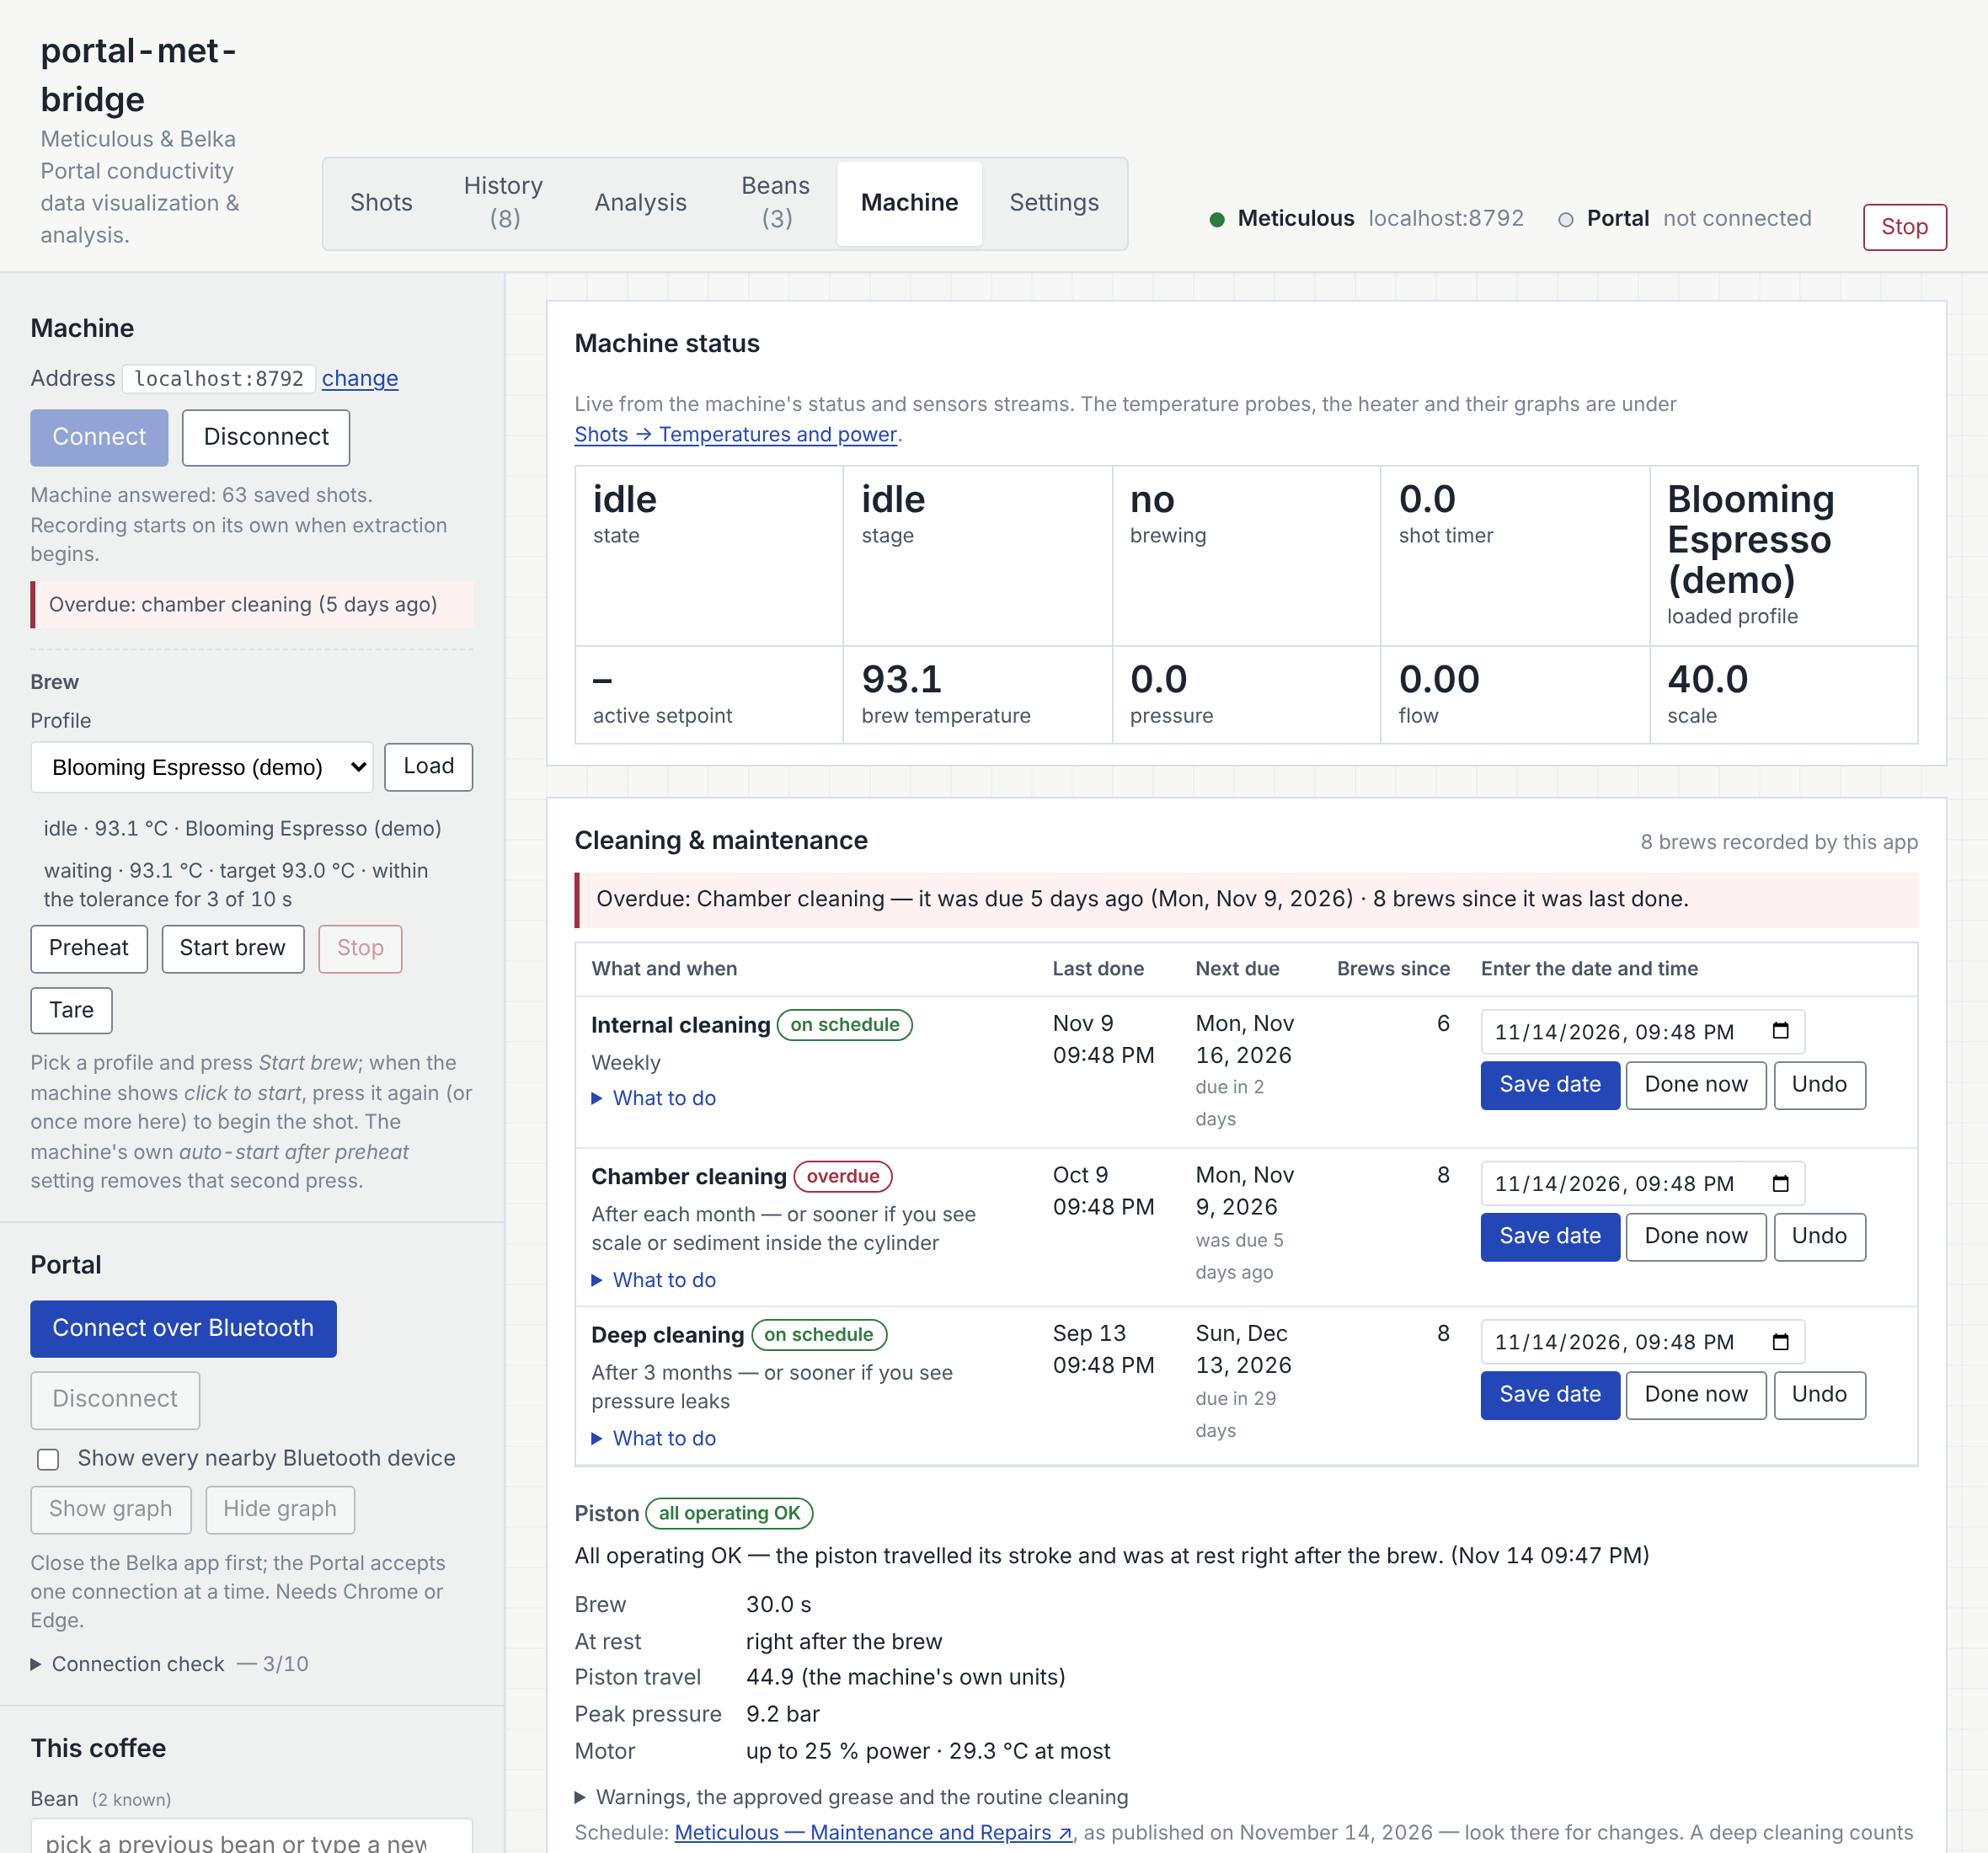 portal-met-
bridge
Meticulous & Belka
Portal conductivity
data visualization &
analysis.
Shots
History
(8)
Analysis
Beans
(3)
Machine
Settings
Meticulous localhost:8792
Portal not connected
Stop
Machine
Address localhost:8792 change
Connect
Disconnect
Machine answered: 63 saved shots.
Recording starts on its own when extraction
begins.
Overdue: chamber cleaning (5 days ago)
Brew
Profile
Blooming Espresso (demo)
Load
idle · 93.1 °C · Blooming Espresso (demo)
waiting · 93.1 °C · target 93.0 °C · within
the tolerance for 3 of 10 s
Preheat
Start brew
Stop
Tare
Pick a profile and press Start brew; when the
machine shows click to start, press it again (or
once more here) to begin the shot. The
machine's own auto-start after preheat
setting removes that second press.
Portal
Connect over Bluetooth
Disconnect
Show every nearby Bluetooth device
Show graph
Hide graph
Close the Belka app first; the Portal accepts
one connection at a time. Needs Chrome or
Edge.
Connection check — 3/10
This coffee
Bean (2 known)
pick a previous bean or type a new
Machine status
Live from the machine's status and sensors streams. The temperature probes, the heater and their graphs are under
Shots → Temperatures and power.
idle
state
idle
stage
no
brewing
0.0
shot timer
Blooming
Espresso
(demo)
loaded profile
–
active setpoint
93.1
brew temperature
0.0
pressure
0.00
flow
40.0
scale
Cleaning & maintenance
8 brews recorded by this app
Overdue: Chamber cleaning — it was due 5 days ago (Mon, Nov 9, 2026) · 8 brews since it was last done.
What and when
Last done
Next due
Brews since
Enter the date and time
Internal cleaning on schedule
Weekly
What to do
Nov 9
09:48 PM
Mon, Nov
16, 2026
due in 2
days
6
11/14/2026, 09:48 PM
Save date
Done now
Undo
Chamber cleaning overdue
After each month — or sooner if you see
scale or sediment inside the cylinder
What to do
Oct 9
09:48 PM
Mon, Nov
9, 2026
was due 5
days ago
8
11/14/2026, 09:48 PM
Save date
Done now
Undo
Deep cleaning on schedule
After 3 months — or sooner if you see
pressure leaks
What to do
Sep 13
09:48 PM
Sun, Dec
13, 2026
due in 29
days
8
11/14/2026, 09:48 PM
Save date
Done now
Undo
Piston all operating OK
All operating OK — the piston travelled its stroke and was at rest right after the brew. (Nov 14 09:47 PM)
Brew 30.0 s
At rest right after the brew
Piston travel 44.9 (the machine's own units)
Peak pressure 9.2 bar
Motor up to 25 % power · 29.3 °C at most
Warnings, the approved grease and the routine cleaning
Schedule: Meticulous — Maintenance and Repairs ↗, as published on November 14, 2026 — look there for changes. A deep cleaning counts